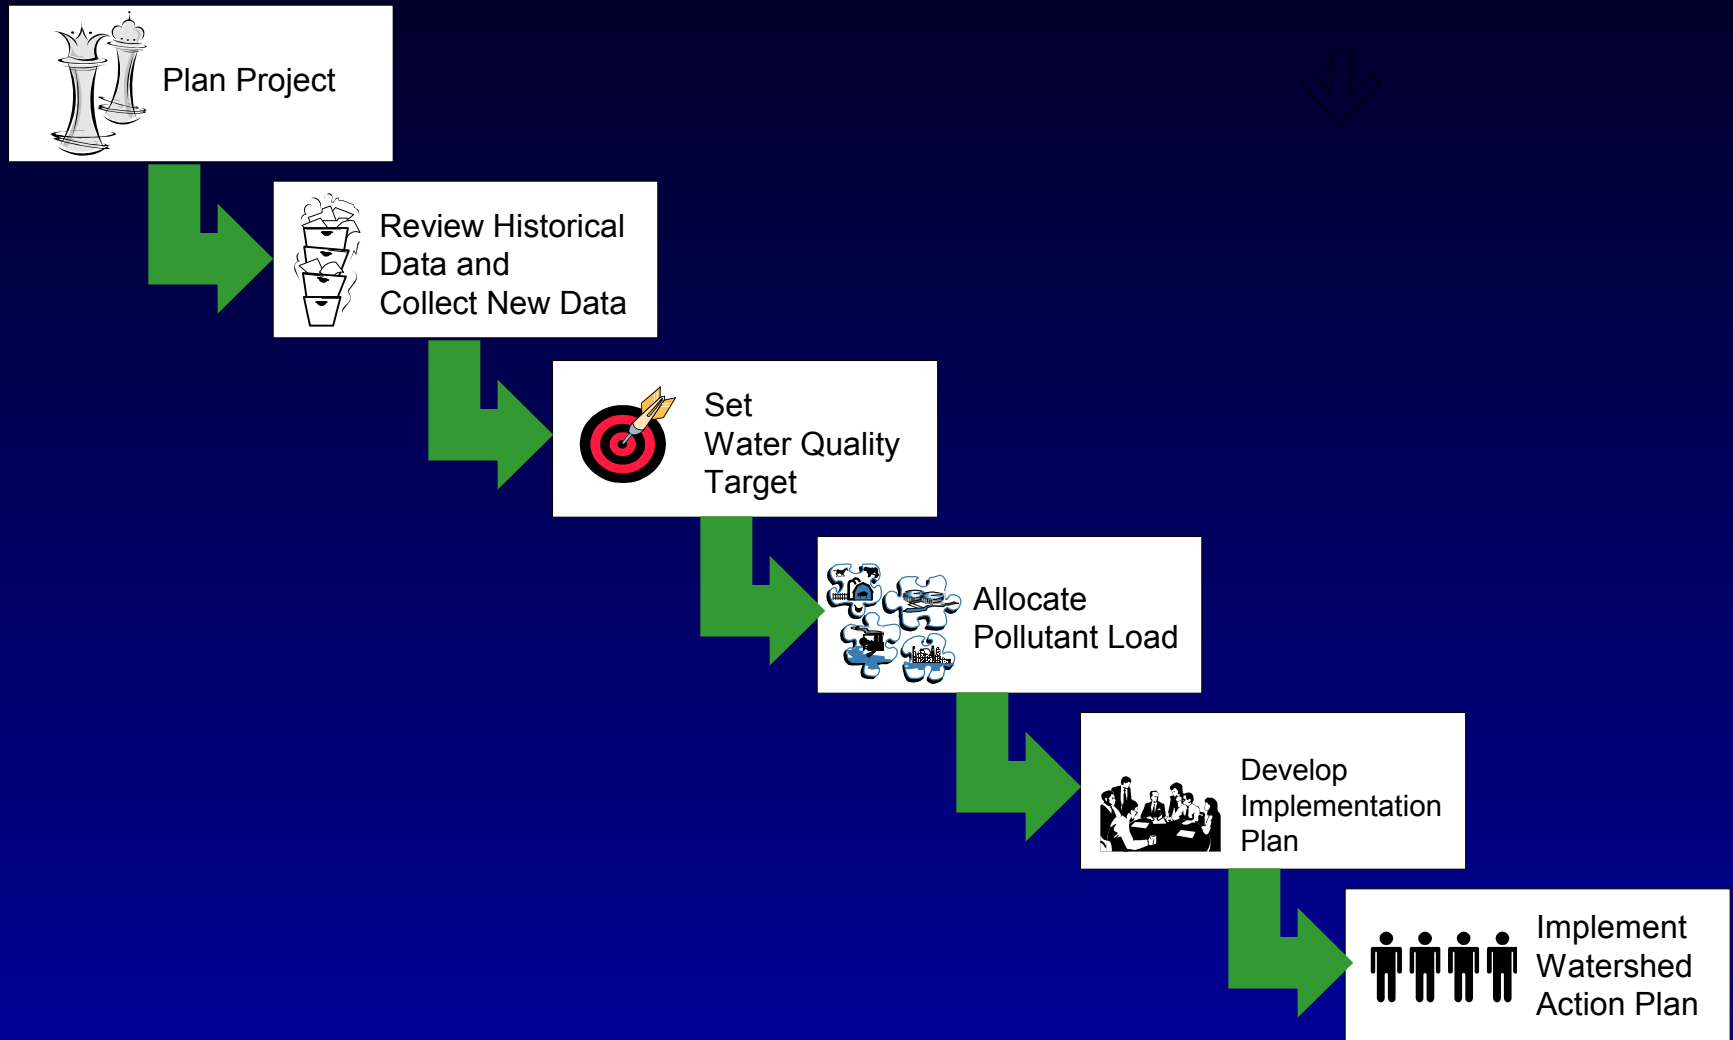 Plan Project
Review Historical
Data and
Collect New Data
Set
Water Quality
Target
Allocate
Pollutant Load
Develop
Implementation
Plan
Implement
Watershed
Action Plan